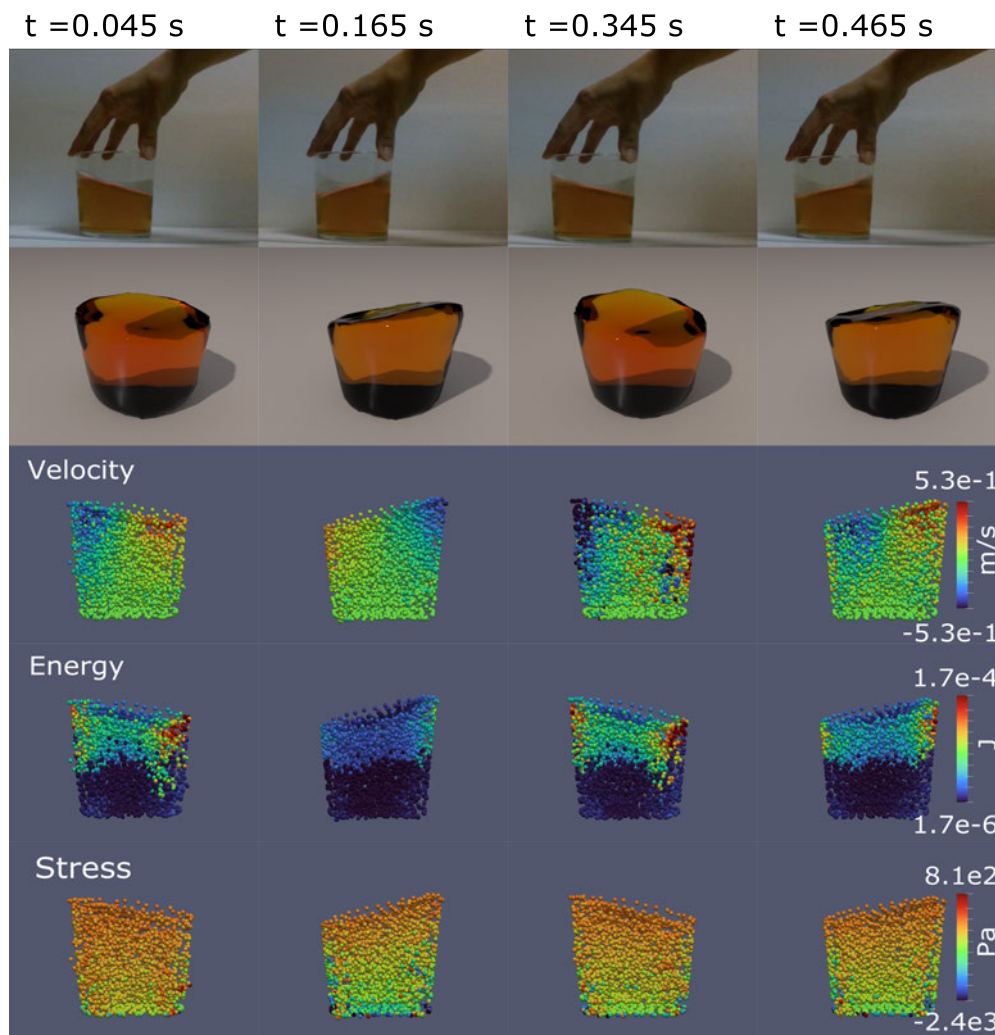 t =0.045 s
t =0.165 s
t =0.345 s
t =0.465 s
Velocity
5.3e-1
m/s
-5.3e-1
Energy
1.7e-4
J
1.7e-6
Stress
8.1e2
Pa
-2.4e3